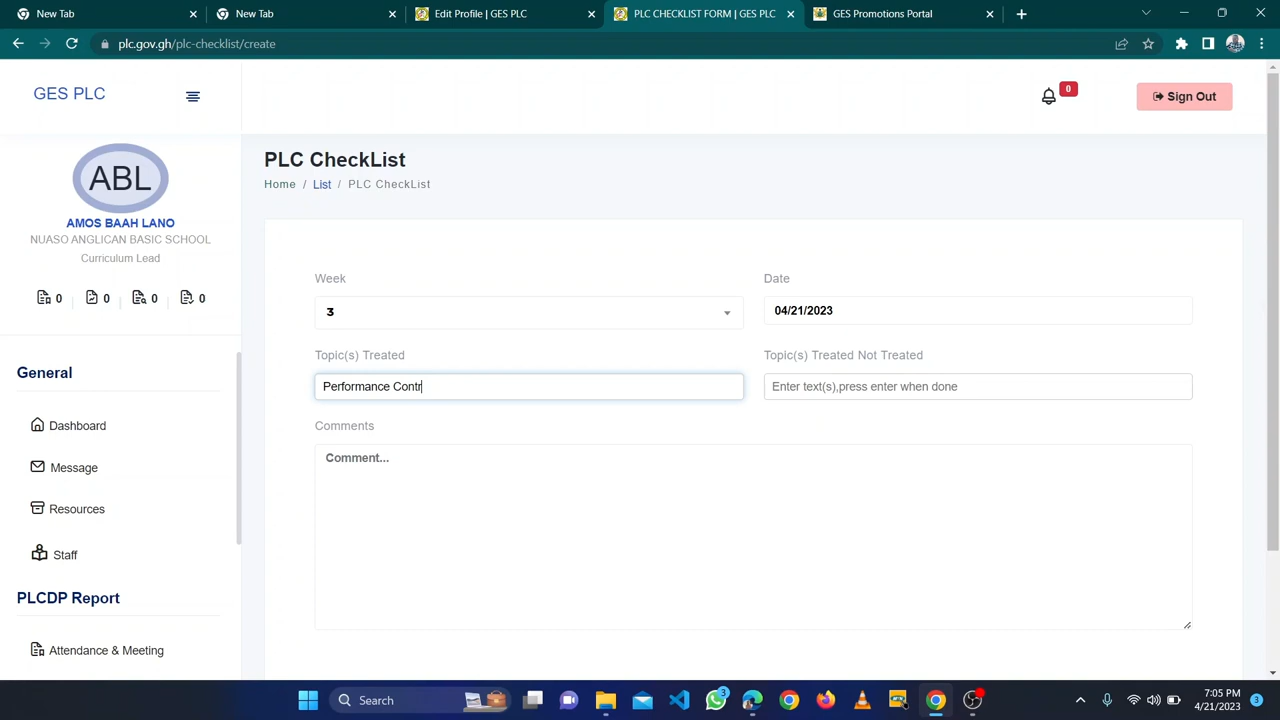 New Tab
New Tab
Edit Profile | GES PLC
PLC CHECKLIST FORM | GES PLC
GES Promotions Portal
plc.gov.gh/plc-checklist/create
GES PLC
0
Sign Out
ABL
AMOS BAAH LANO
NUASO ANGLICAN BASIC SCHOOL
Curriculum Lead
0 0 0 0
General
Dashboard
Message
Resources
Staff
PLCDP Report
Attendance & Meeting
PLC CheckList
Home / List / PLC CheckList
Week
3
Date
04/21/2023
Topic(s) Treated
Performance Contr
Topic(s) Treated Not Treated
Enter text(s),press enter when done
Comments
Comment...
Search
3
7:05 PM
4/21/2023
3